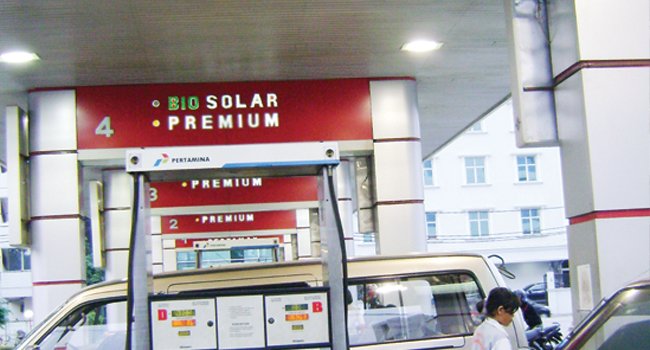 4
BIO SOLAR
PREMIUM
PERTAMINA
3
PREMIUM
2
PREMIUM
D
B